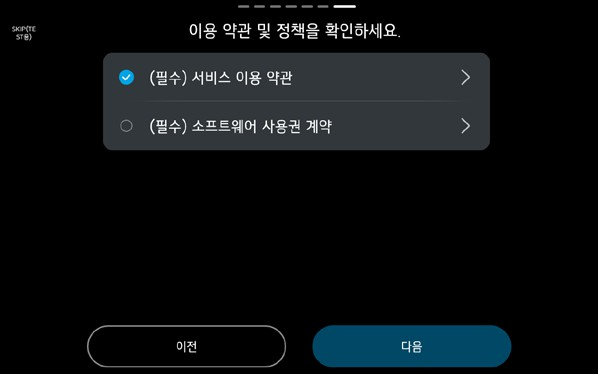 SKIP(TE
ST용)
이용 약관 및 정책을 확인하세요.
(필수) 서비스 이용 약관
(필수) 소프트웨어 사용권 계약
이전
다음